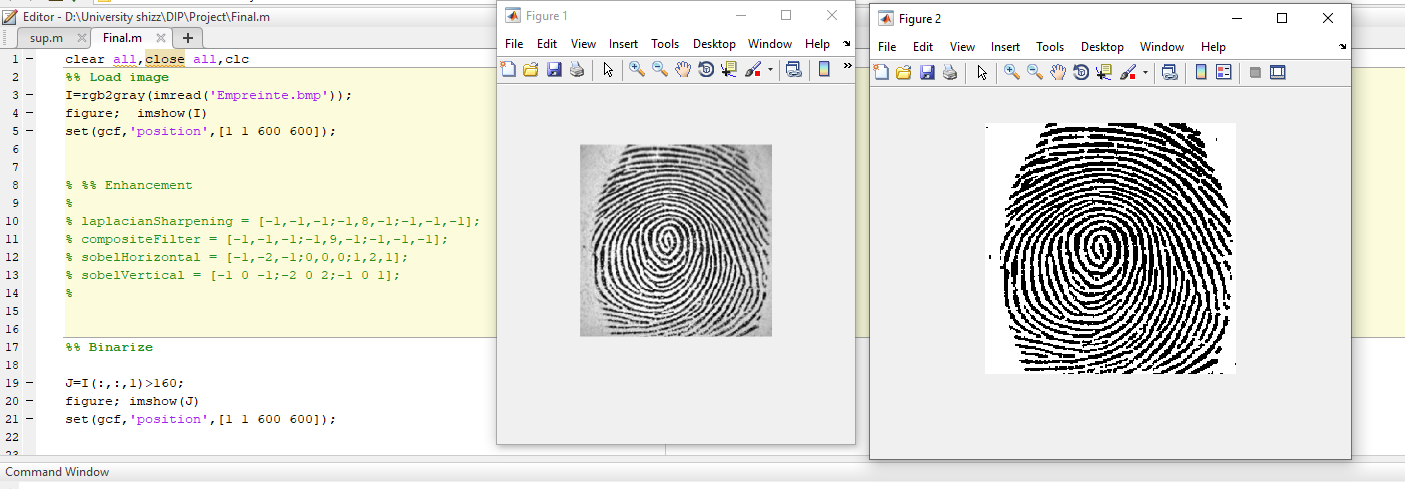 Editor - D:\University shizz\DIP\Project\Final.m
sup.m Final.m
1 clear all,close all,clc
2 %% Load image
3 I=rgb2gray(imread('Empreinte.bmp'));
4 figure;  imshow(I)
5 set(gcf,'position',[1 1 600 600]);
6
7
8 % %% Enhancement
9 %
10 % laplacianSharpening = [-1,-1,-1;-1,8,-1;-1,-1,-1];
11 % compositeFilter = [-1,-1,-1;-1,9,-1;-1,-1,-1];
12 % sobelHorizontal = [-1,-2,-1;0,0,0;1,2,1];
13 % sobelVertical = [-1 0 -1;-2 0 2;-1 0 1];
14 %
15
16
17 %% Binarize
18
19 J=I(:,:,1)>160;
20 figure; imshow(J)
21 set(gcf,'position',[1 1 600 600]);
22
23
Command Window
Figure 1
File Edit View Insert Tools Desktop Window Help
Figure 2
File Edit View Insert Tools Desktop Window Help